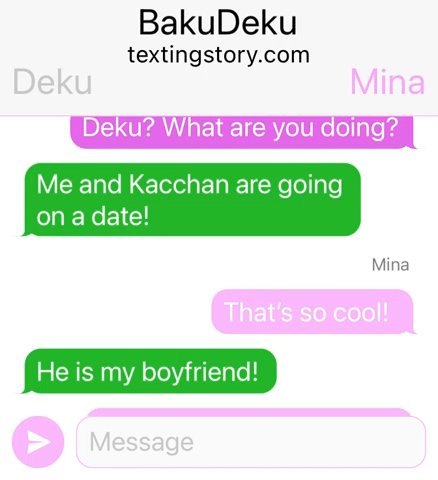 BakuDeku
textingstory.com
Deku Mina
Deku? What are you doing?
Me and Kacchan are going
on a date!
Mina
That's so cool!
He is my boyfriend!
Message